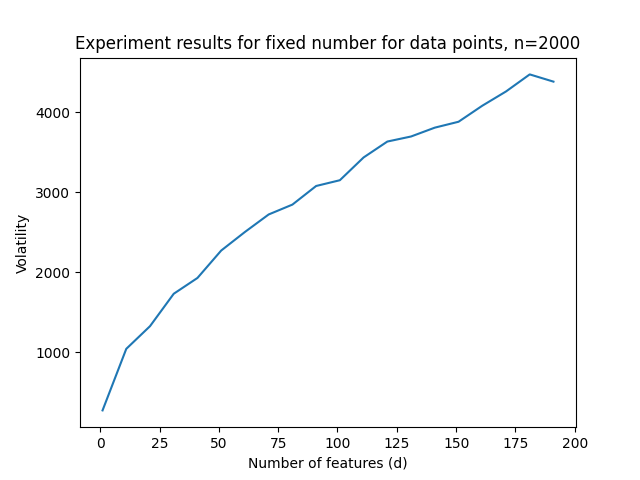 Experiment results for fixed number for data points, n=2000
4000
3000
2000
1000
Volatility
0 25 50 75 100 125 150 175 200
Number of features (d)